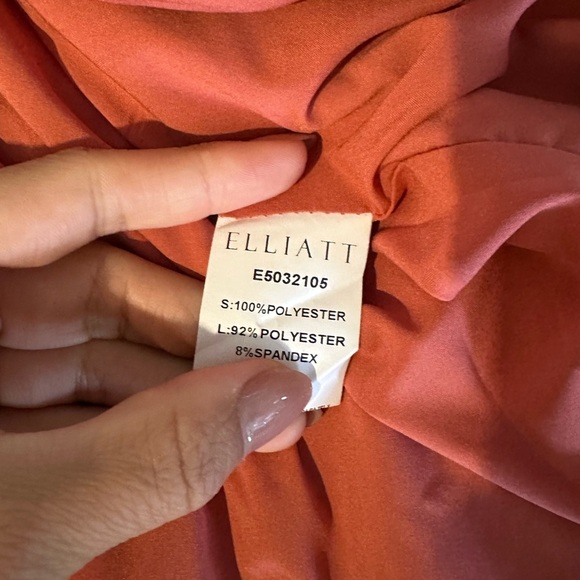 ELLIATT
E5032105
S:100%POLYESTER
L:92%POLYESTER
8%SPANDEX